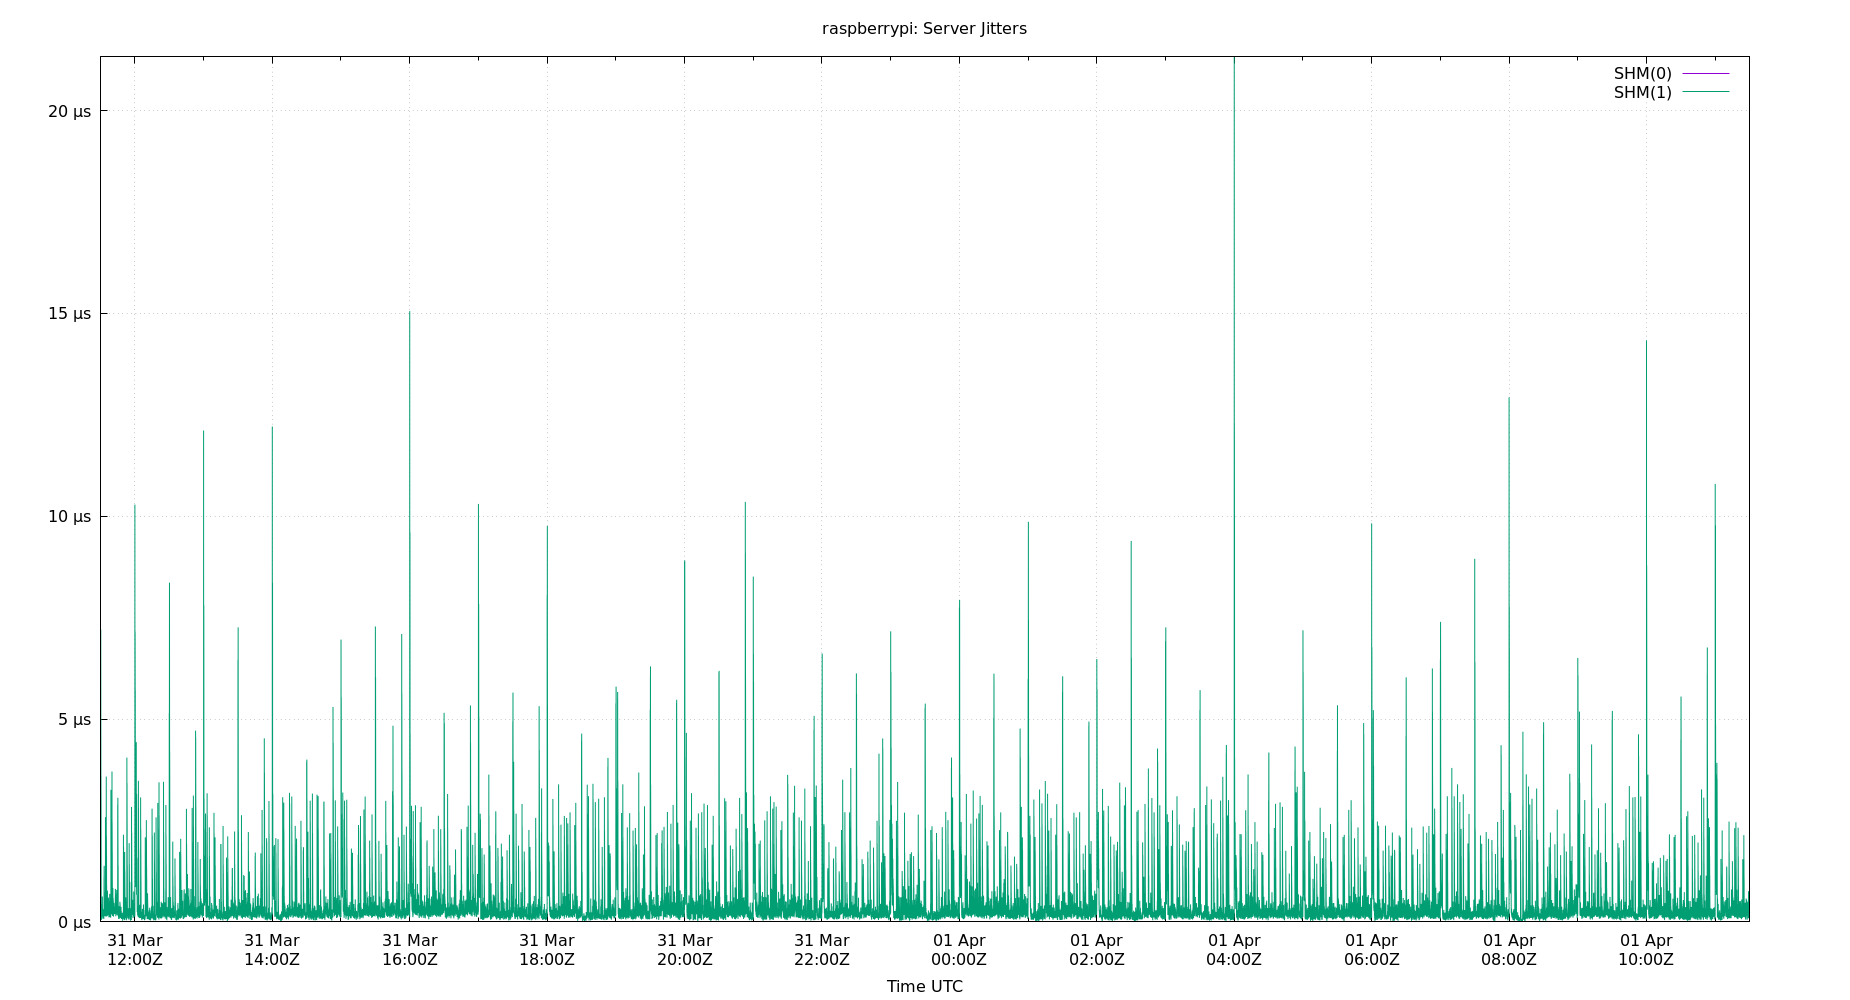 raspberrypi: Server Jitters
SHM(0)
SHM(1)
20 µs
15 µs
10 µs
5 µs
0 µs
31 Mar 31 Mar 31 Mar 31 Mar 31 Mar 31 Mar 01 Apr 01 Apr 01 Apr 01 Apr 01 Apr 01 Apr
12:00Z 14:00Z 16:00Z 18:00Z 20:00Z 22:00Z 00:00Z 02:00Z 04:00Z 06:00Z 08:00Z 10:00Z
Time UTC